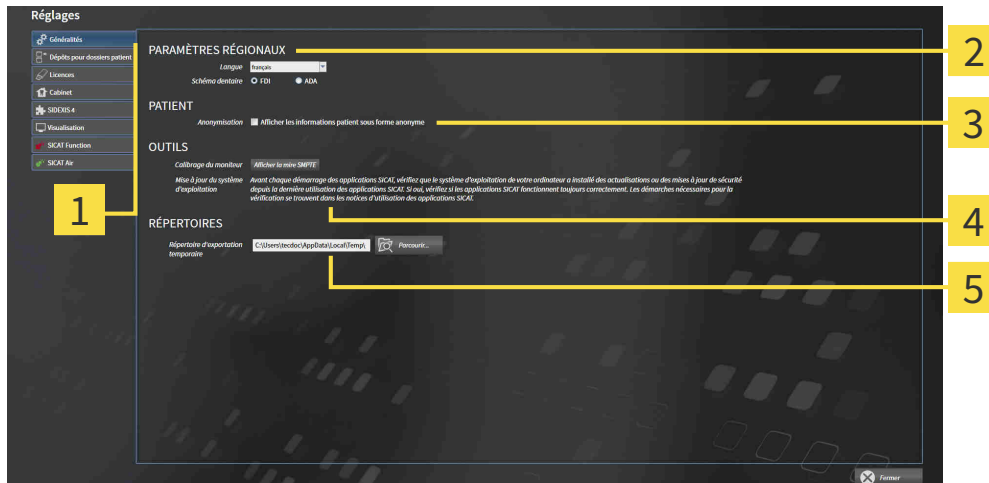 Réglages
Généralités
Dépôts pour dossiers patient
Licences
Cabinet
SIDEXIS 4
Visualisation
SICAT Function
SICAT Air
PARAMÈTRES RÉGIONAUX
Langue français
Schéma dentaire FDI ADA
PATIENT
Anonymisation Afficher les informations patient sous forme anonyme
OUTILS
Calibrage du moniteur Afficher la mire SMPTE
Mise à jour du système d'exploitation
Avant chaque démarrage des applications SICAT, vérifiez que le système d'exploitation de votre ordinateur a installé des actualisations ou des mises à jour de sécurité
depuis la dernière utilisation des applications SICAT. Si oui, vérifiez si les applications SICAT fonctionnent toujours correctement. Les démarches nécessaires pour la
vérification se trouvent dans les notices d'utilisation des applications SICAT.
RÉPERTOIRES
Répertoire d'exportation temporaire
C:\Users\tecdoc\AppData\Local\Temp\ Parcourir...
Fermer
1
2
3
4
5